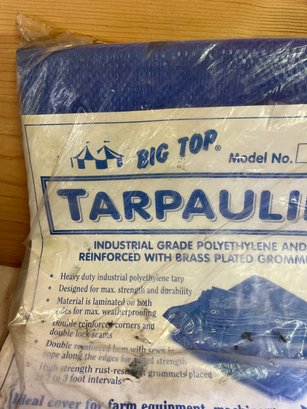 BIG TOP®
Model No.
TARPAULI
, INDUSTRIAL GRADE POLYETHYLENE AND
REINFORCED WITH BRASS PLATED GROMM
• Heavy duty industrial polyethylene tarp
• Designed for max. strength and durability
• Material is laminated on both
sides for max. weatherproofing
• Double reinforced corners and
double lock seams
• Double reinforced hem with sewn in
rope along the edges for strength
• High strength rust-resistant grommets placed
2 to 3 foot intervals
Ideal cover for farm equipment,